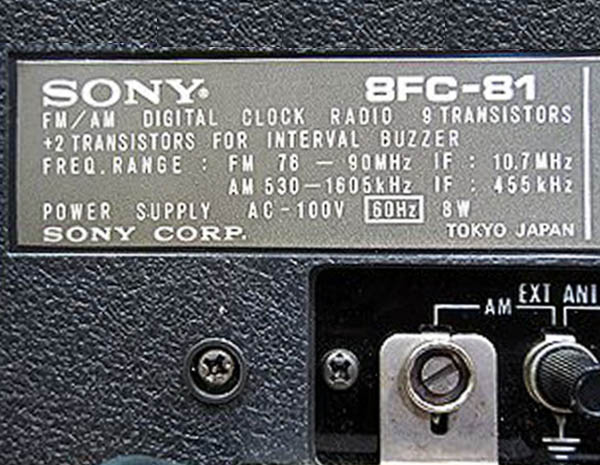 SONY® 8FC-81
FM/AM DIGITAL CLOCK RADIO 9 TRANSISTORS
+2 TRANSISTORS FOR INTERVAL BUZZER
FREQ. RANGE : FM 76 — 90MHz IF : 10.7MHz
AM 530—1605kHz IF : 455kHz
POWER SUPPLY AC-100V 60Hz 8W
SONY CORP. TOKYO JAPAN
EXT ANT
AM